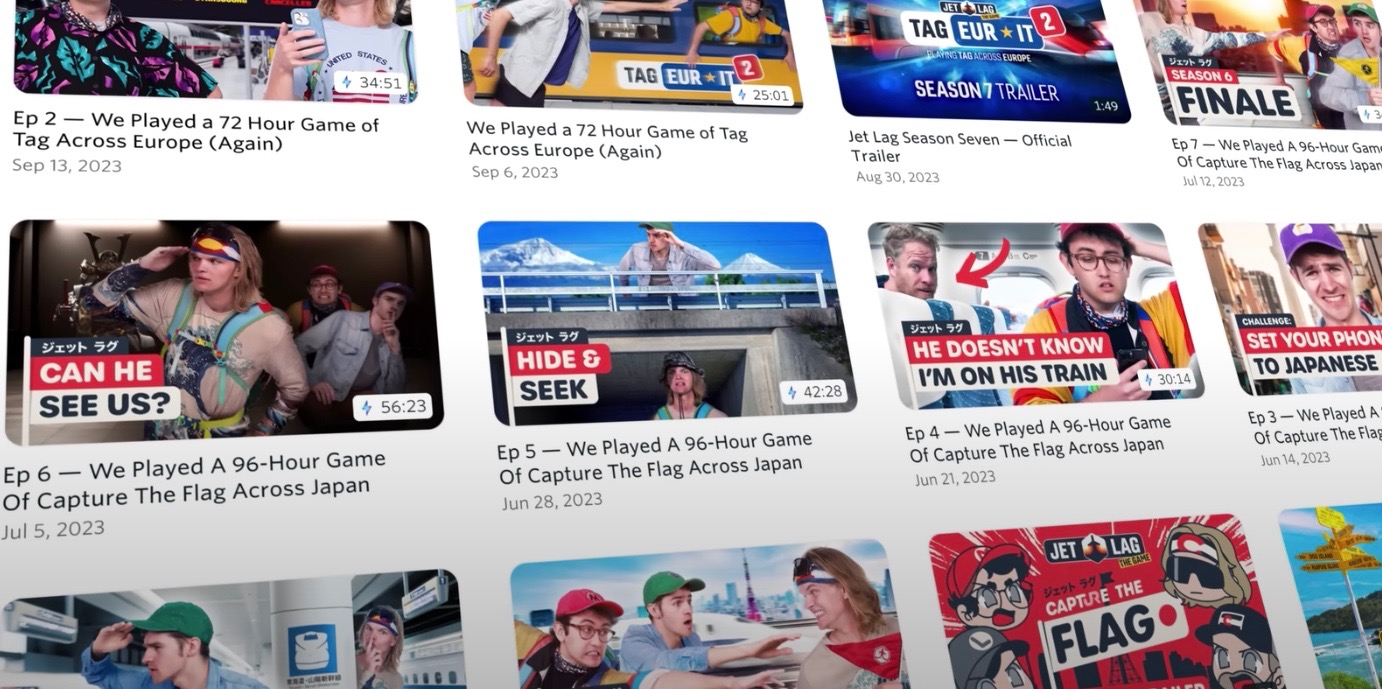 CANCELLED
UNITED STATES
34:51
Ep 2 — We Played a 72 Hour Game of
Tag Across Europe (Again)
Sep 13, 2023
TAG EUR★IT 2
25:01
We Played a 72 Hour Game of Tag
Across Europe (Again)
Sep 6, 2023
JET LAG
THE GAME
TAG EUR★IT 2
PLAYING TAG ACROSS EUROPE
SEASON 7 TRAILER
1:49
Jet Lag Season Seven — Official
Trailer
Aug 30, 2023
ジェット ラグ
SEASON 6
FINALE
Ep 7 — We Played A 96-Hour Game
Of Capture The Flag Across Japan
Jul 12, 2023
ジェット ラグ
CAN HE
SEE US?
56:23
Ep 6 — We Played A 96-Hour Game
Of Capture The Flag Across Japan
Jul 5, 2023
ジェット ラグ
HIDE &
SEEK
42:28
Ep 5 — We Played A 96-Hour Game
Of Capture The Flag Across Japan
Jun 28, 2023
ジェット ラグ
HE DOESN'T KNOW
I'M ON HIS TRAIN
30:14
Ep 4 — We Played A 96-Hour Game
Of Capture The Flag Across Japan
Jun 21, 2023
CHALLENGE:
SET YOUR PHON
TO JAPANESE
Ep 3 — We Played A
Of Capture The Flag
Jun 14, 2023
JET LAG
THE GAME
ジェット ラグ
CAPTURE THE
FLAG